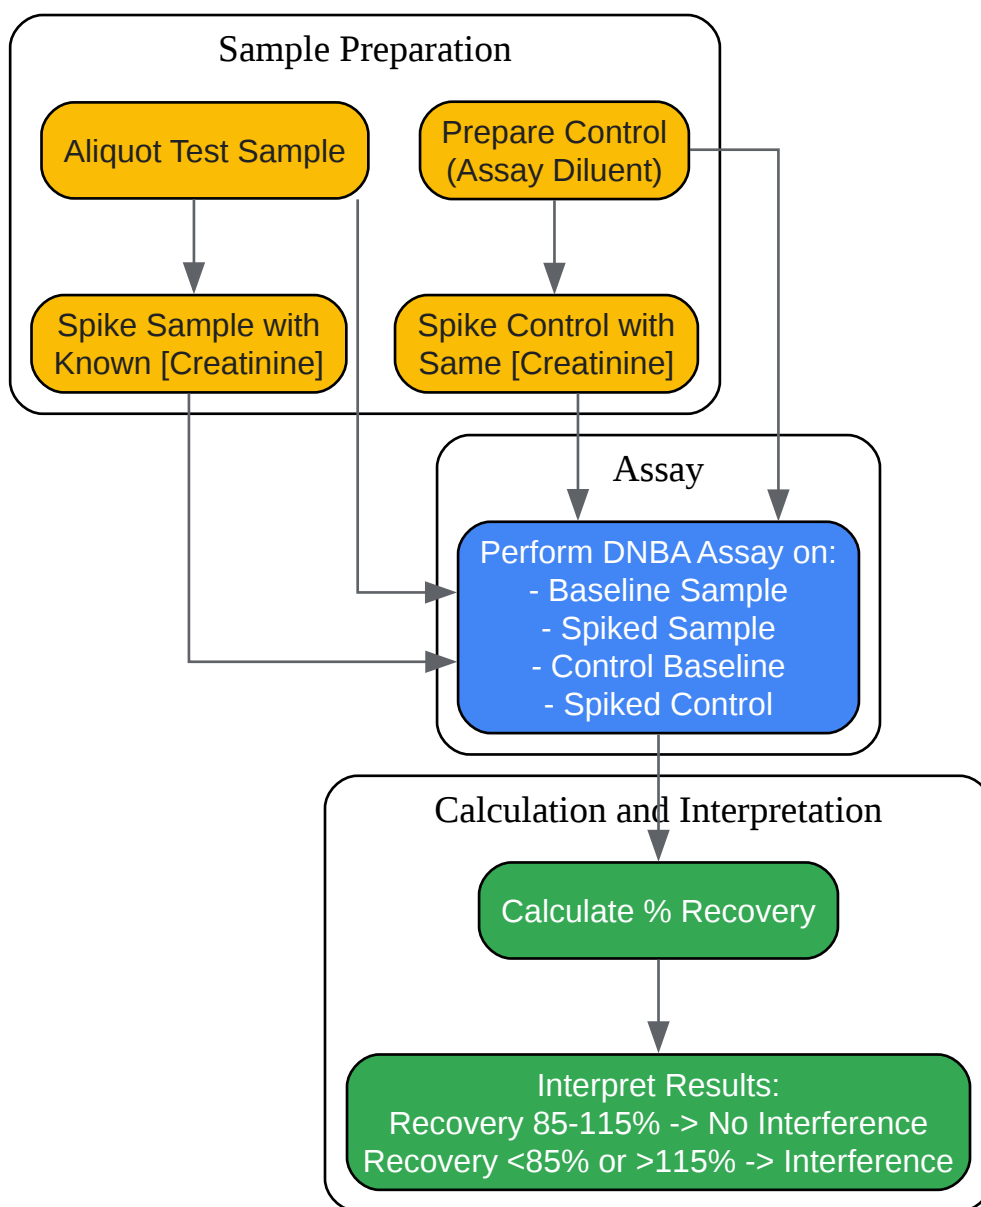 Sample Preparation
Aliquot Test Sample
Prepare Control
(Assay Diluent)
Spike Sample with
Known [Creatinine]
Spike Control with
Same [Creatinine]
Assay
Perform DNBA Assay on:
- Baseline Sample
- Spiked Sample
- Control Baseline
- Spiked Control
Calculation and Interpretation
Calculate % Recovery
Interpret Results:
Recovery 85-115% -> No Interference
Recovery <85% or >115% -> Interference